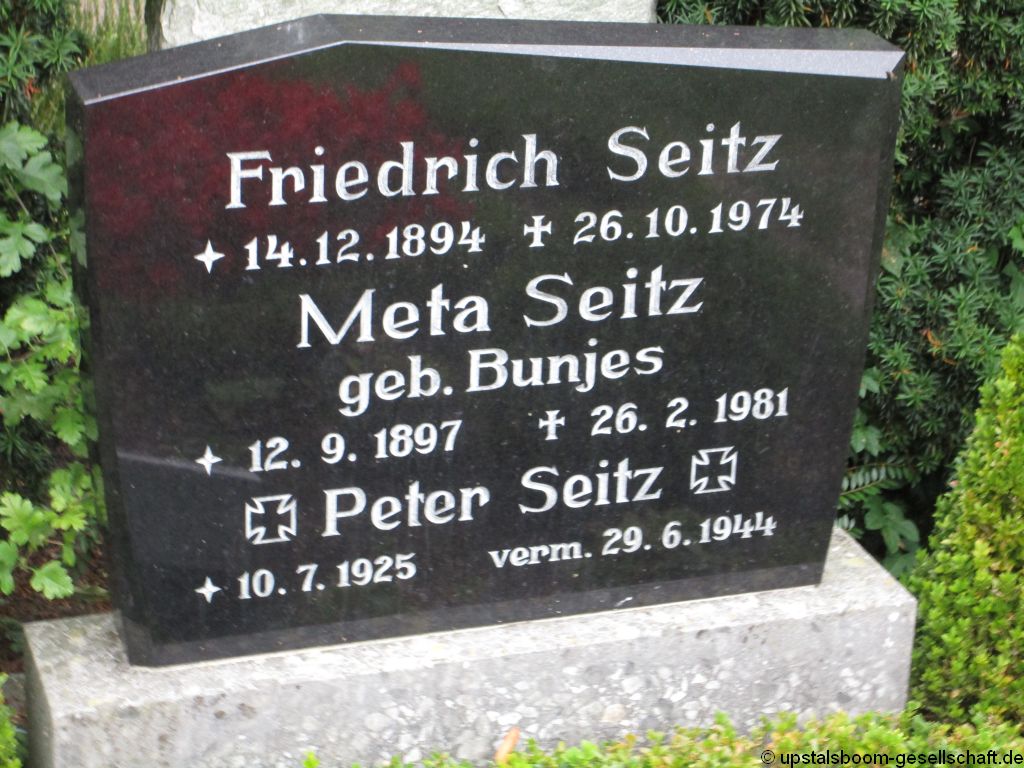 Friedrich Seitz
14.12.1894 26.10.1974
Meta Seitz
geb. Bunjes
12. 9. 1897 26. 2. 1981
Peter Seitz
10. 7. 1925 verm. 29. 6. 1944
© upstalsboom-gesellschaft.de